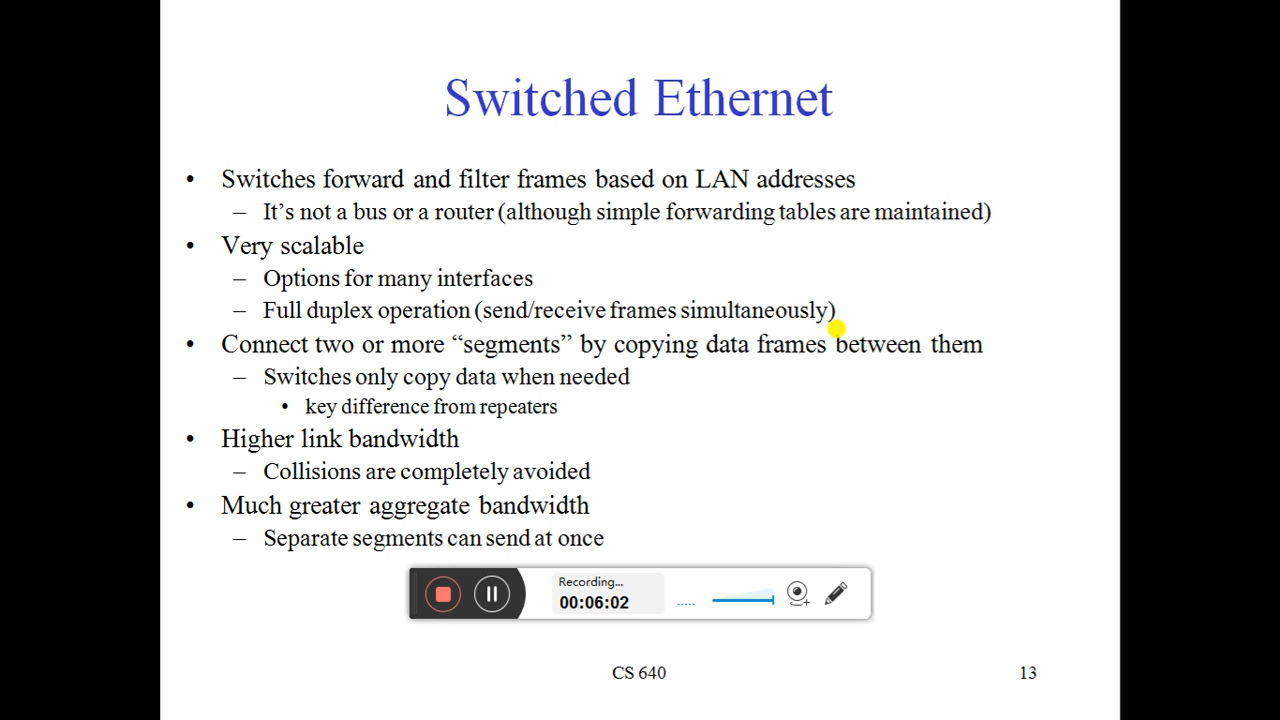 Switched Ethernet
• Switches forward and filter frames based on LAN addresses
– It's not a bus or a router (although simple forwarding tables are maintained)
• Very scalable
– Options for many interfaces
– Full duplex operation (send/receive frames simultaneously)
• Connect two or more “segments” by copying data frames between them
– Switches only copy data when needed
• key difference from repeaters
• Higher link bandwidth
– Collisions are completely avoided
• Much greater aggregate bandwidth
– Separate segments can send at once
Recording...
00:06:02
CS 640
13